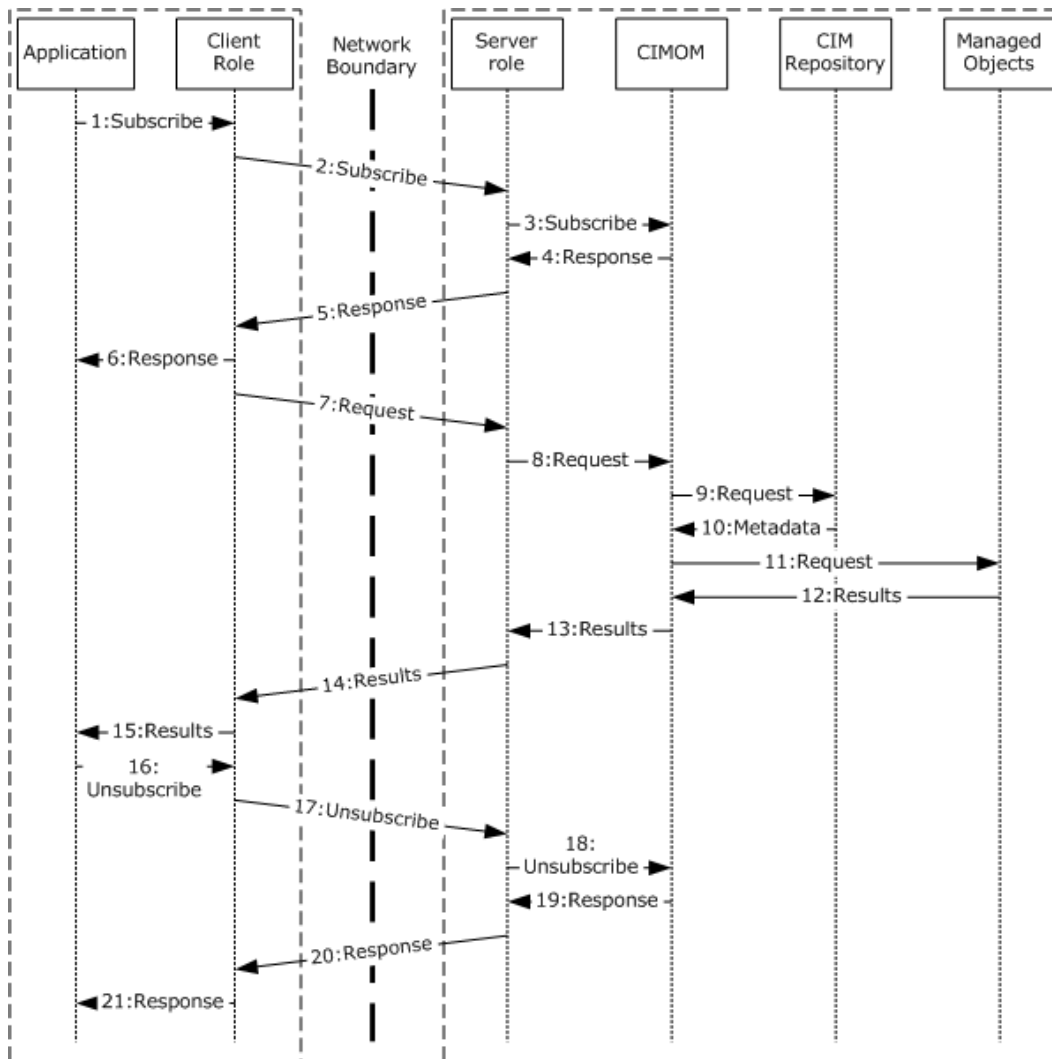 Application
Client
Role
Network
Boundary
Server
role
CIMOM
CIM
Repository
Managed
Objects
1:Subscribe
2:Subscribe
3:Subscribe
4:Response
5:Response
6:Response
7:Request
8:Request
9:Request
10:Metadata
11:Request
12:Results
13:Results
14:Results
15:Results
16:
Unsubscribe
17:Unsubscribe
18:
Unsubscribe
19:Response
20:Response
21:Response